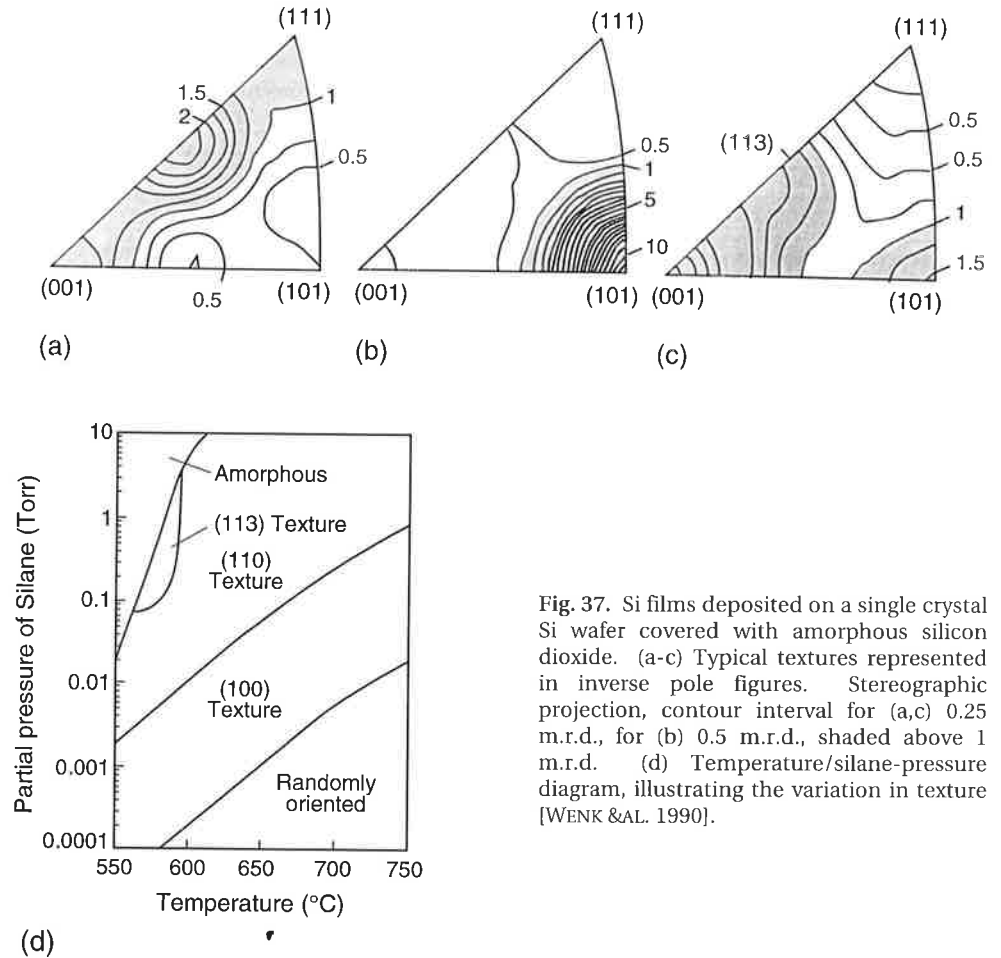 (111)
1.5
2
1
0.5
(001)
0.5
(101)
(a)
(111)
0.5
1
5
10
(001)
(101)
(b)
(111)
(113)
0.5
0.5
1
1.5
(001)
(101)
(c)
Partial pressure of Silane (Torr)
10
1
0.1
0.01
0.001
0.0001
Amorphous
(113) Texture
(110)
Texture
(100)
Texture
Randomly
oriented
550
600
650
700
750
Temperature (°C)
(d)
Fig. 37. Si films deposited on a single crystal
Si wafer covered with amorphous silicon
dioxide. (a-c) Typical textures represented
in inverse pole figures. Stereographic
projection, contour interval for (a,c) 0.25
m.r.d., for (b) 0.5 m.r.d., shaded above 1
m.r.d. (d) Temperature/silane-pressure
diagram, illustrating the variation in texture
[WENK &AL. 1990].